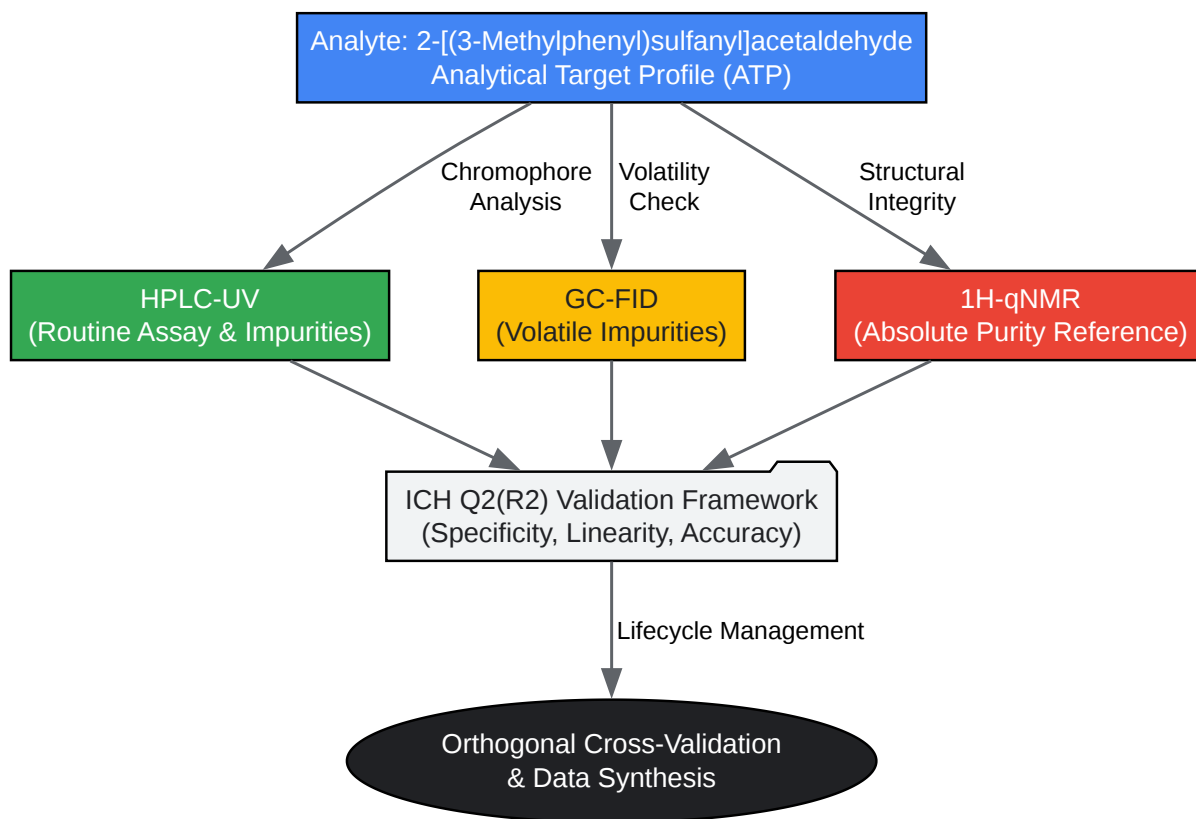 Analyte: 2-[(3-Methylphenyl)sulfanyl]acetaldehyde
Analytical Target Profile (ATP)
Chromophore
Analysis
Volatility
Check
Structural
Integrity
HPLC-UV
(Routine Assay & Impurities)
GC-FID
(Volatile Impurities)
1H-qNMR
(Absolute Purity Reference)
ICH Q2(R2) Validation Framework
(Specificity, Linearity, Accuracy)
Lifecycle Management
Orthogonal Cross-Validation
& Data Synthesis